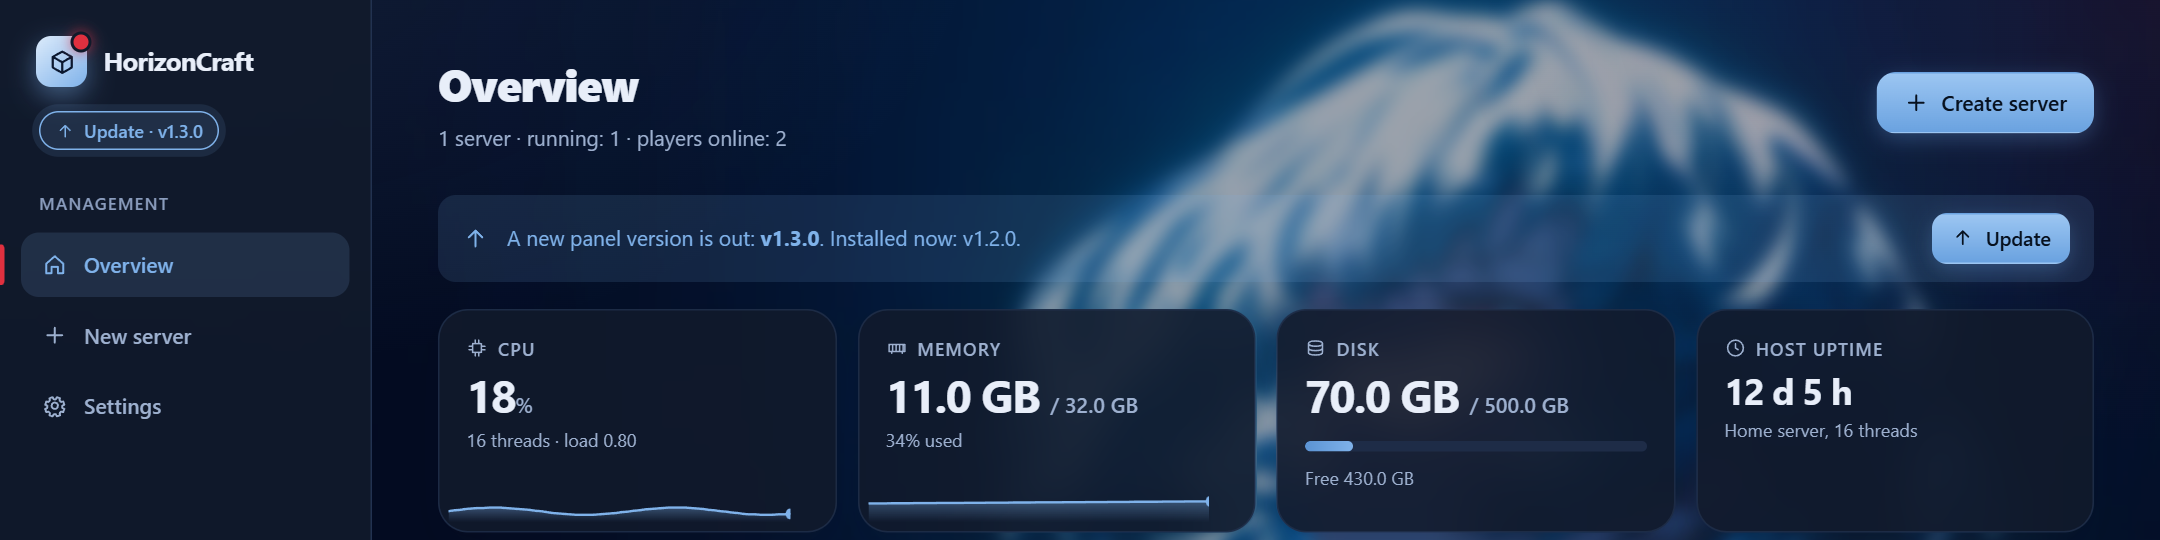 HorizonCraft
Update · v1.3.0
MANAGEMENT
Overview
New server
Settings
Overview
1 server · running: 1 · players online: 2
Create server
A new panel version is out: v1.3.0. Installed now: v1.2.0.
Update
CPU
18%
16 threads · load 0.80
MEMORY
11.0 GB / 32.0 GB
34% used
DISK
70.0 GB / 500.0 GB
Free 430.0 GB
HOST UPTIME
12 d 5 h
Home server, 16 threads